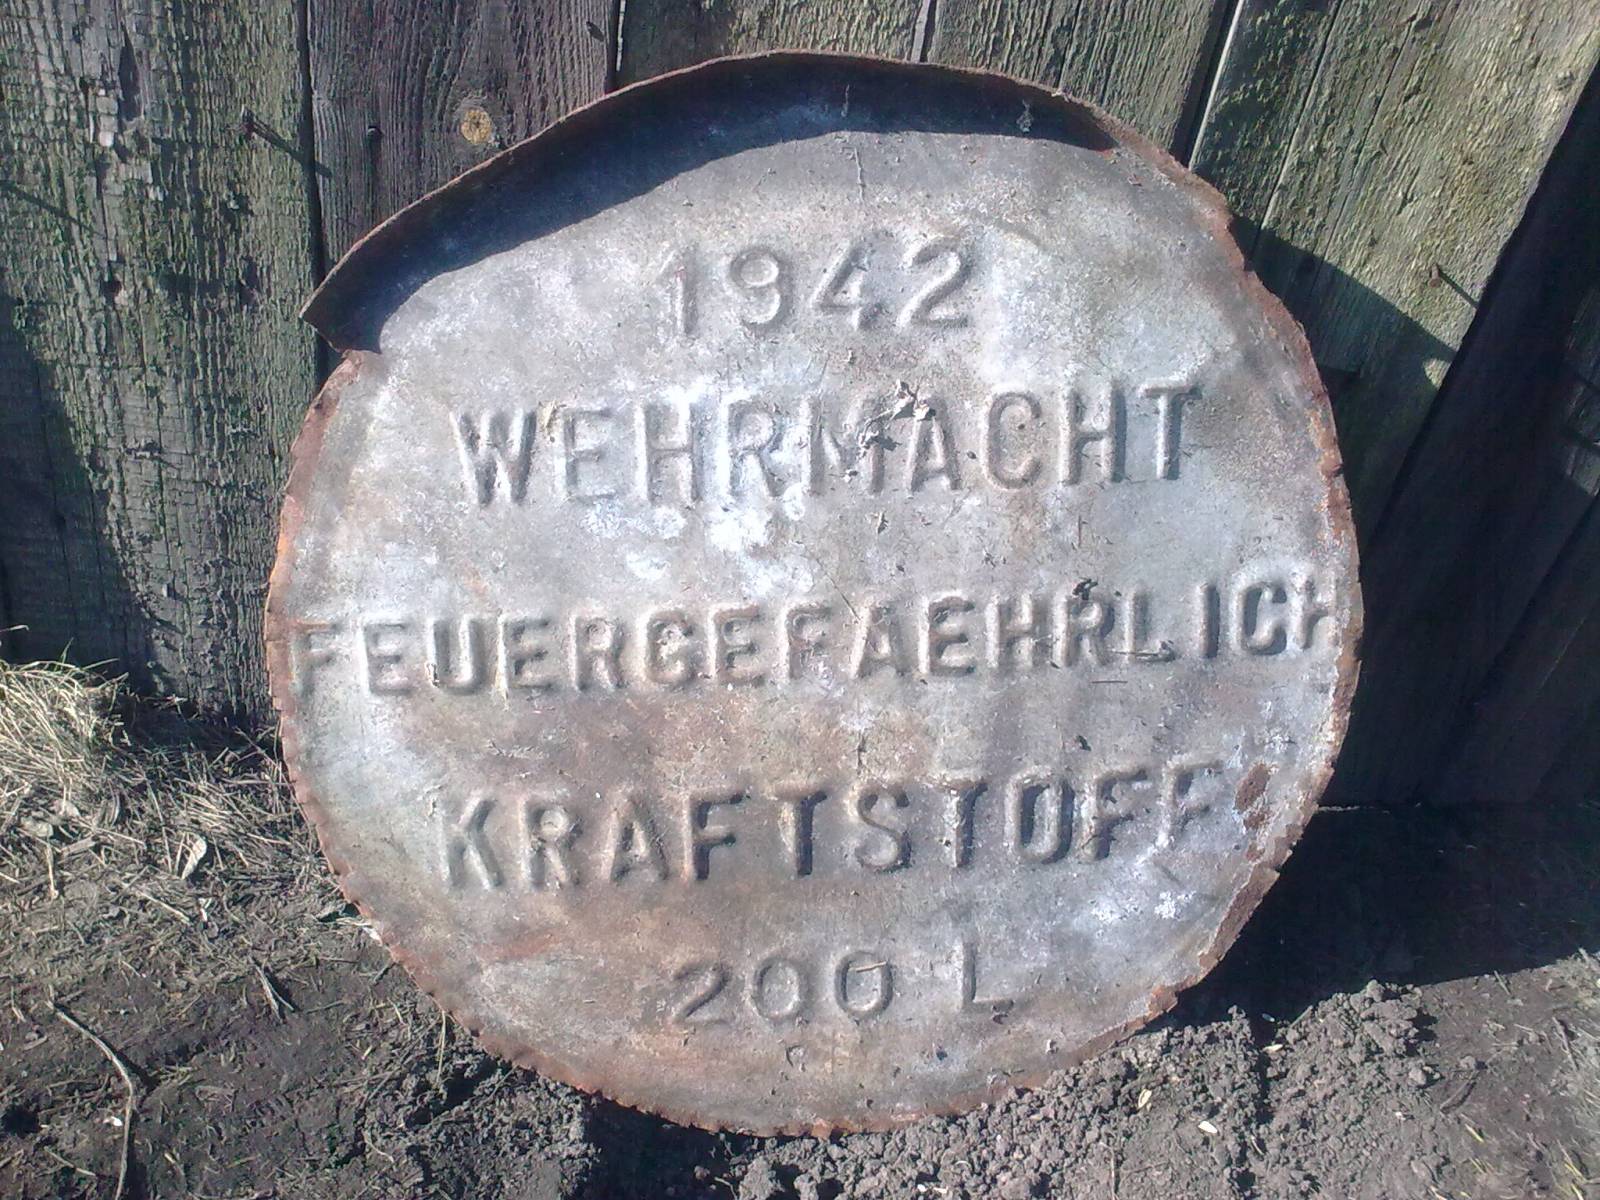 1942
WEHRMACHT
FEUERGEFAEHRLICH
KRAFTSTOFF
200 L